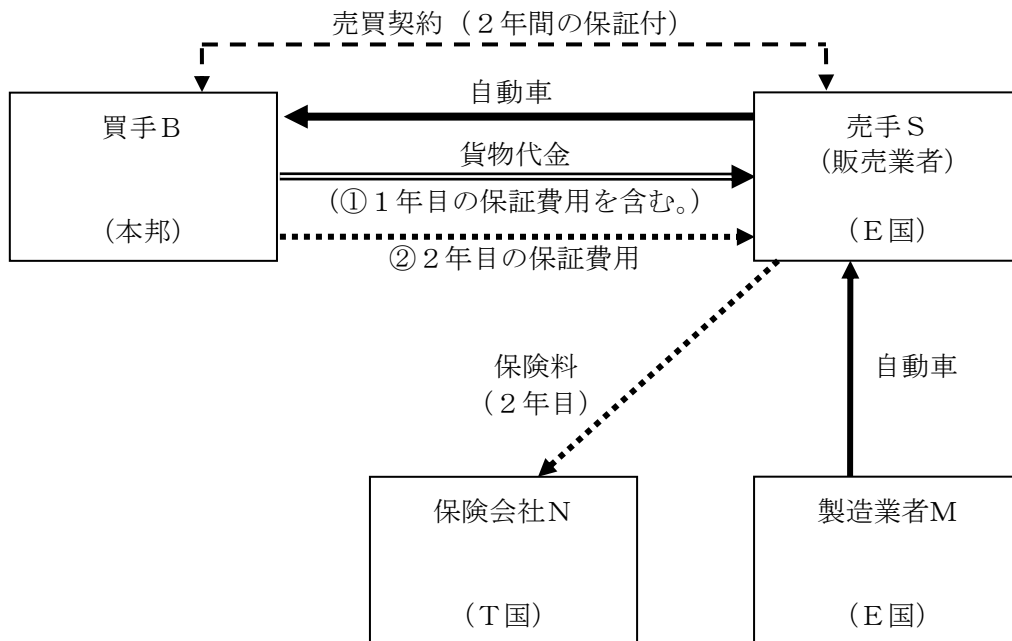 売買契約（２年間の保証付）
自動車
買手Ｂ
（本邦）
貨物代金
（①１年目の保証費用を含む。）
②２年目の保証費用
売手Ｓ
（販売業者）
（Ｅ国）
保険料
（２年目）
自動車
保険会社Ｎ
（Ｔ国）
製造業者Ｍ
（Ｅ国）